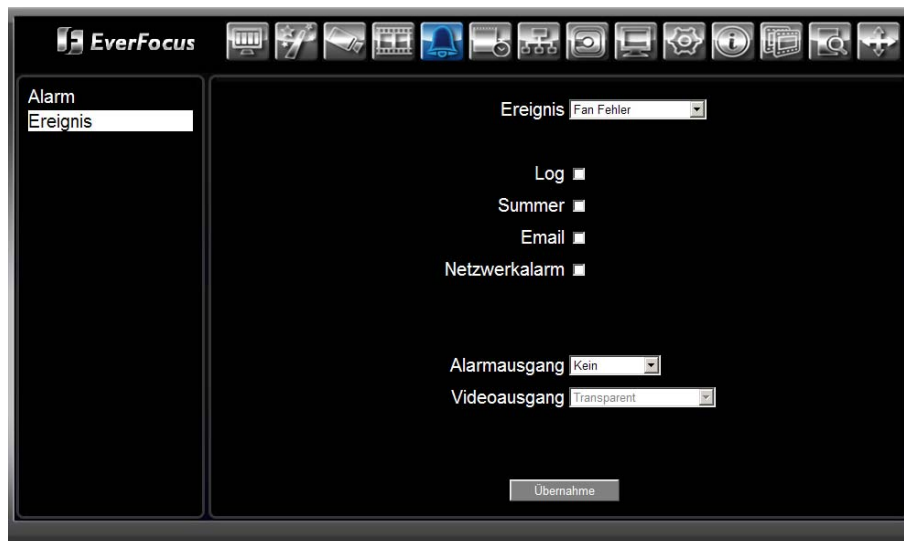 EverFocus
Alarm
Ereignis
Ereignis Fan Fehler
Log
Summer
Email
Netzwerkalarm
Alarmausgang Kein
Videoausgang Transparent
Übernahme